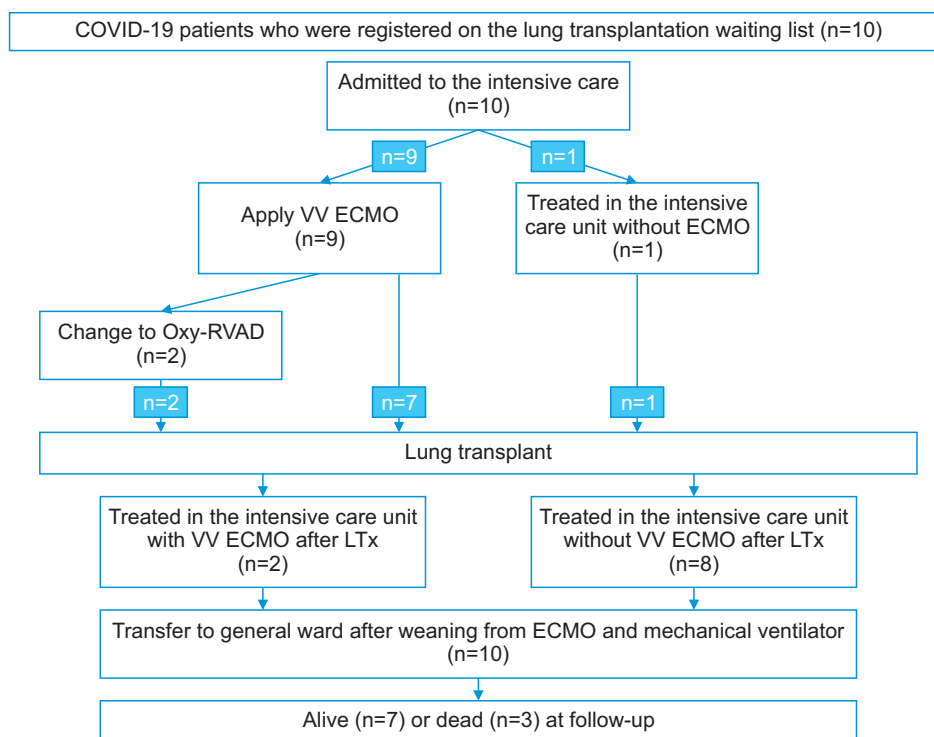 COVID-19 patients who were registered on the lung transplantation waiting list (n=10)
Admitted to the intensive care
(n=10)
n=9
n=1
Apply VV ECMO
(n=9)
Treated in the intensive
care unit without ECMO
(n=1)
Change to Oxy-RVAD
(n=2)
n=2
n=7
n=1
Lung transplant
Treated in the intensive care unit
with VV ECMO after LTx
(n=2)
Treated in the intensive care unit
without VV ECMO after LTx
(n=8)
Transfer to general ward after weaning from ECMO and mechanical ventilator
(n=10)
Alive (n=7) or dead (n=3) at follow-up